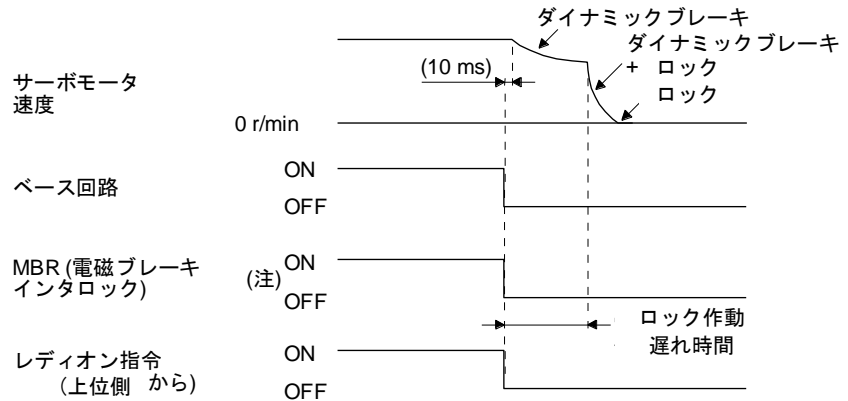 ダイナミックブレーキ
ダイナミックブレーキ
+ ロック
ロック
(10 ms)
サーボモータ
速度
0 r/min
ベース回路
ON
OFF
MBR (電磁ブレーキ
インタロック)
(注)
ON
OFF
ロック作動
遅れ時間
レディオン指令
(上位側 から)
ON
OFF